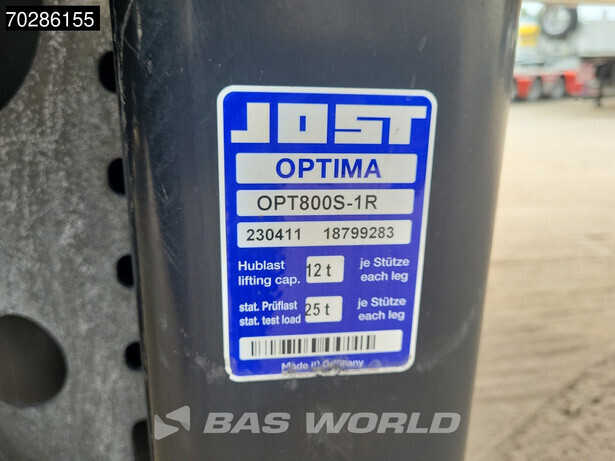 70286155
JOST
OPTIMA
OPT800S-1R
230411 18799283
Hublast
lifting cap.
12 t
je Stütze
each leg
stat. Prüflast
stat. test load
25 t
je Stütze
each leg
Made in Germany
BAS WORLD